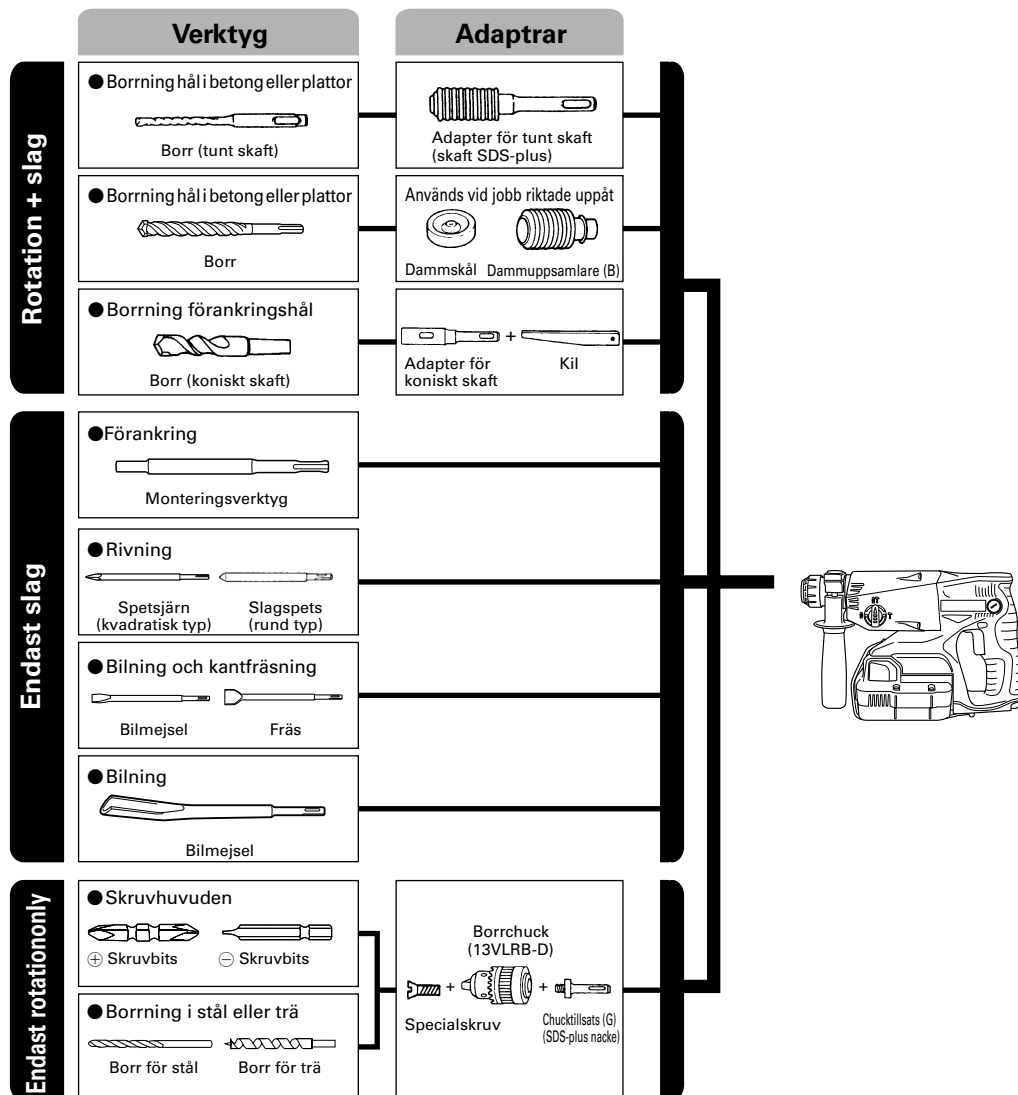 Verktyg
Adaptrar
Rotation + slag
● Borrning hål i betong eller plattor
Borr (tunt skaft)
Adapter för tunt skaft
(skaft SDS-plus)
● Borrning hål i betong eller plattor
Borr
Används vid jobb riktade uppåt
Dammskål
Dammuppsamlare (B)
● Borrning förankringshål
Borr (koniskt skaft)
+
Adapter för
koniskt skaft
Kil
Endast slag
● Förankring
Monteringsverktyg
● Rivning
Spetsjärn
(kvadratisk typ)
Slagspets
(rund typ)
● Bilning och kantfräsning
Bilmejsel
Fräs
● Bilning
Bilmejsel
Endast rotationonly
● Skruvhuvuden
⊕ Skruvbits
⊖ Skruvbits
● Borrning i stål eller trä
Borr för stål
Borr för trä
Borrchuck
(13VLRB-D)
+
+
Specialskruv
Chucktillsats (G)
(SDS-plus nacke)